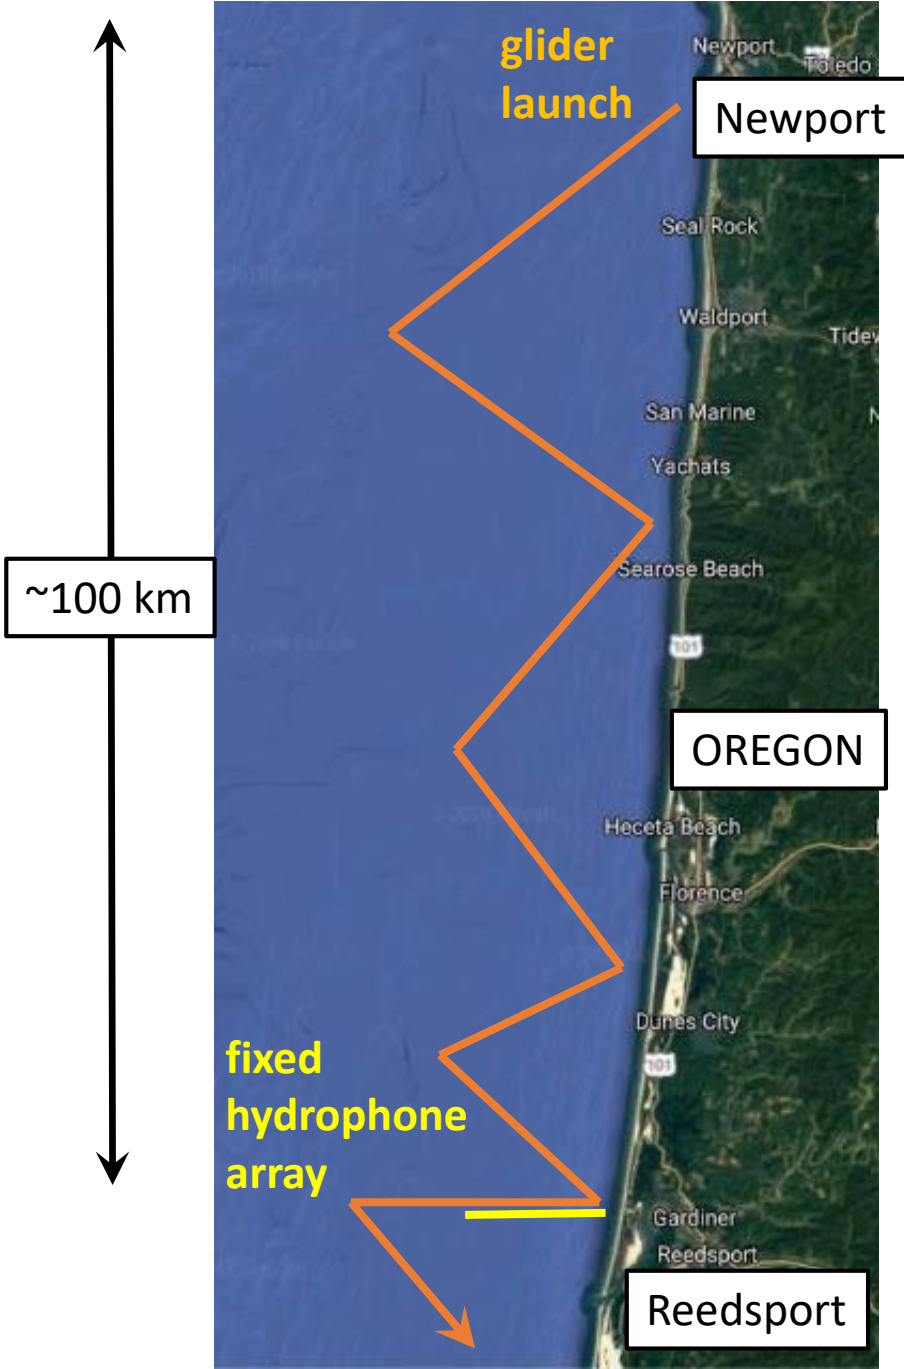 glider
launch
Newport
Toledo
Newport
Seal Rock
Waldport
Tidew
San Marine
Yachats
N
Searose Beach
~100 km
101
OREGON
Heceta Beach
Florence
Dunes City
101
fixed
hydrophone
array
Gardiner
Reedsport
Reedsport